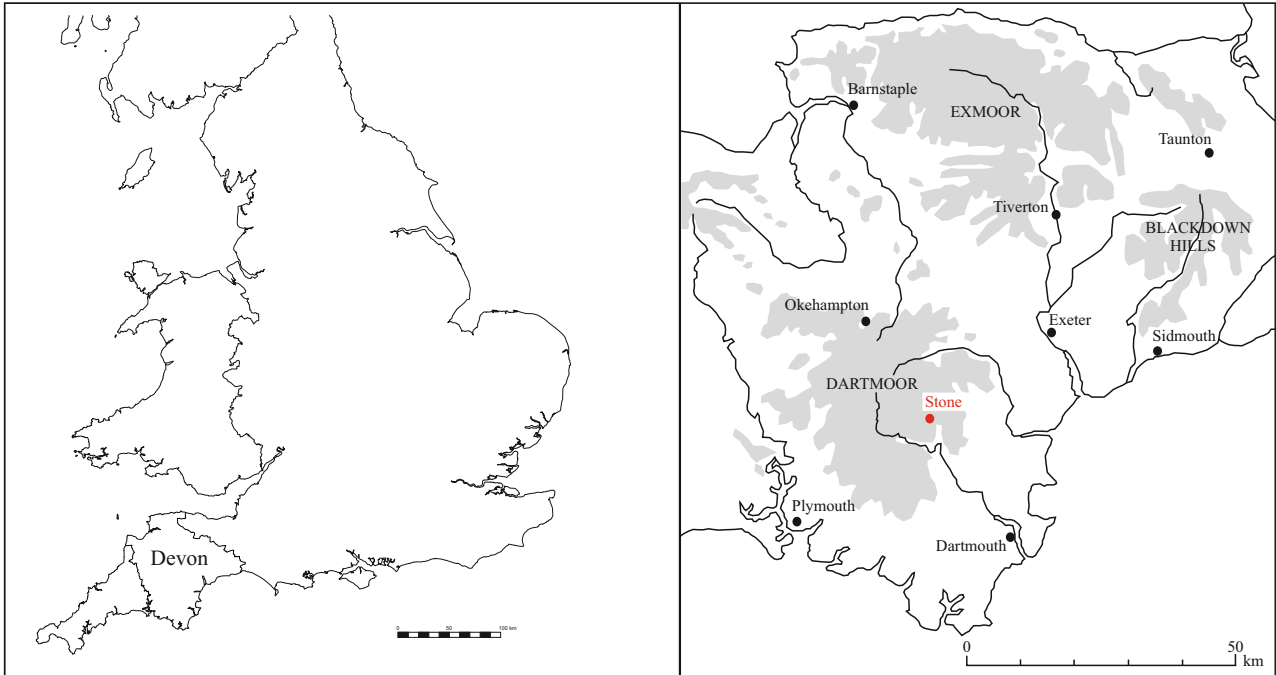 Devon
0 50 100 km
Barnstaple
EXMOOR
Taunton
Tiverton
BLACKDOWN
HILLS
Okehampton
Exeter
Sidmouth
DARTMOOR
Stone
Plymouth
Dartmouth
0 50
km